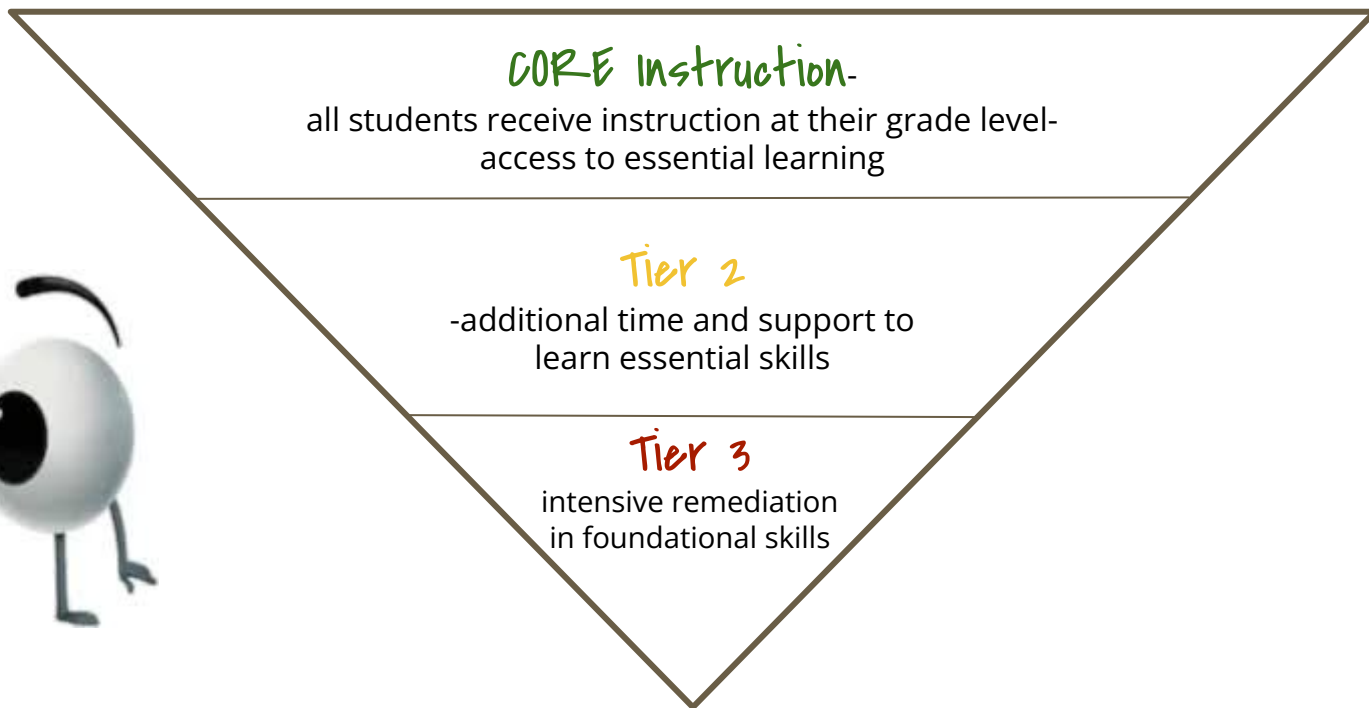 CORE Instruction-
all students receive instruction at their grade level-
access to essential learning
Tier 2
-additional time and support to
learn essential skills
Tier 3
intensive remediation
in foundational skills